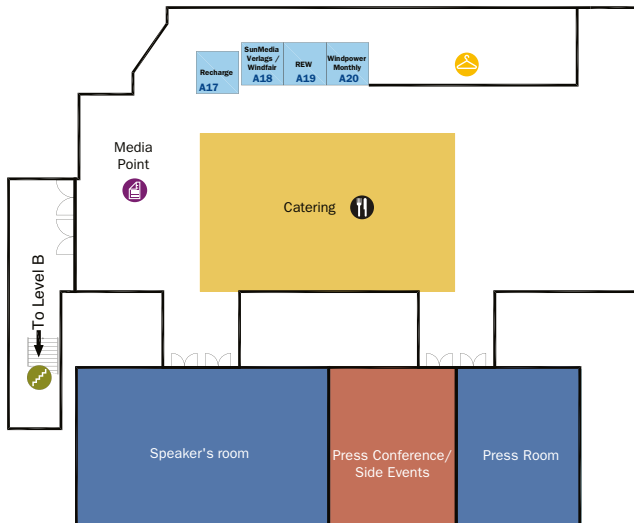 SunMedia
Verlags /
Windfair
A18
REW
A19
Windpower
Monthly
A20
Recharge
A17
Media
Point
Catering
To Level B
Speaker's room
Press Conference/
Side Events
Press Room